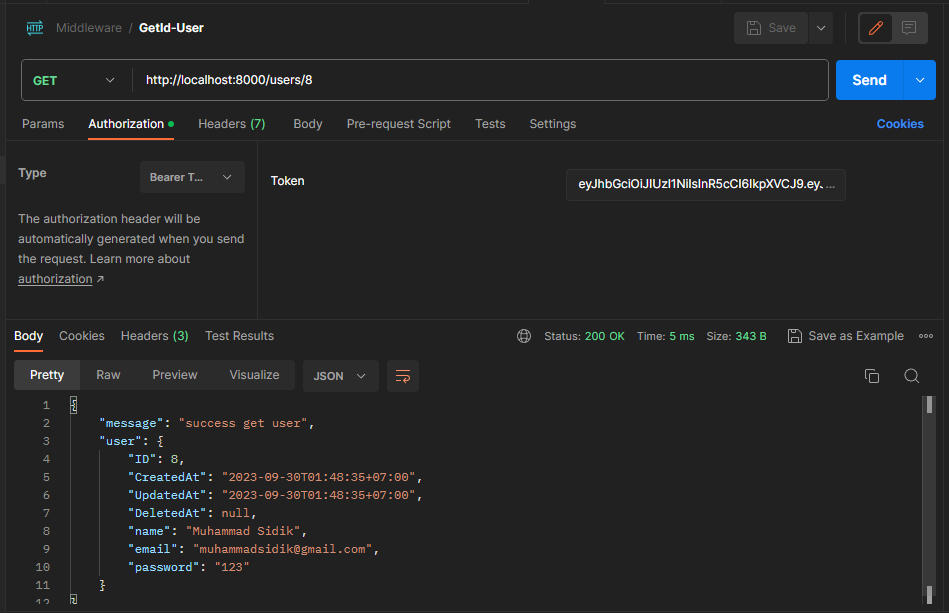 HTTP Middleware / GetId-User Save
GET http://localhost:8000/users/8 Send
Params Authorization Headers (7) Body Pre-request Script Tests Settings Cookies
Type Bearer T... Token eyJhbGciOiJIUzI1NiIsInR5cCI6IkpXVCJ9.eyJ...
The authorization header will be
automatically generated when you send
the request. Learn more about
authorization ↗
Body Cookies Headers (3) Test Results Status: 200 OK Time: 5 ms Size: 343 B Save as Example
Pretty Raw Preview Visualize JSON
1 {
2 "message": "success get user",
3 "user": {
4 "ID": 8,
5 "CreatedAt": "2023-09-30T01:48:35+07:00",
6 "UpdatedAt": "2023-09-30T01:48:35+07:00",
7 "DeletedAt": null,
8 "name": "Muhammad Sidik",
9 "email": "muhammadsidik@gmail.com",
10 "password": "123"
11 }
12 }